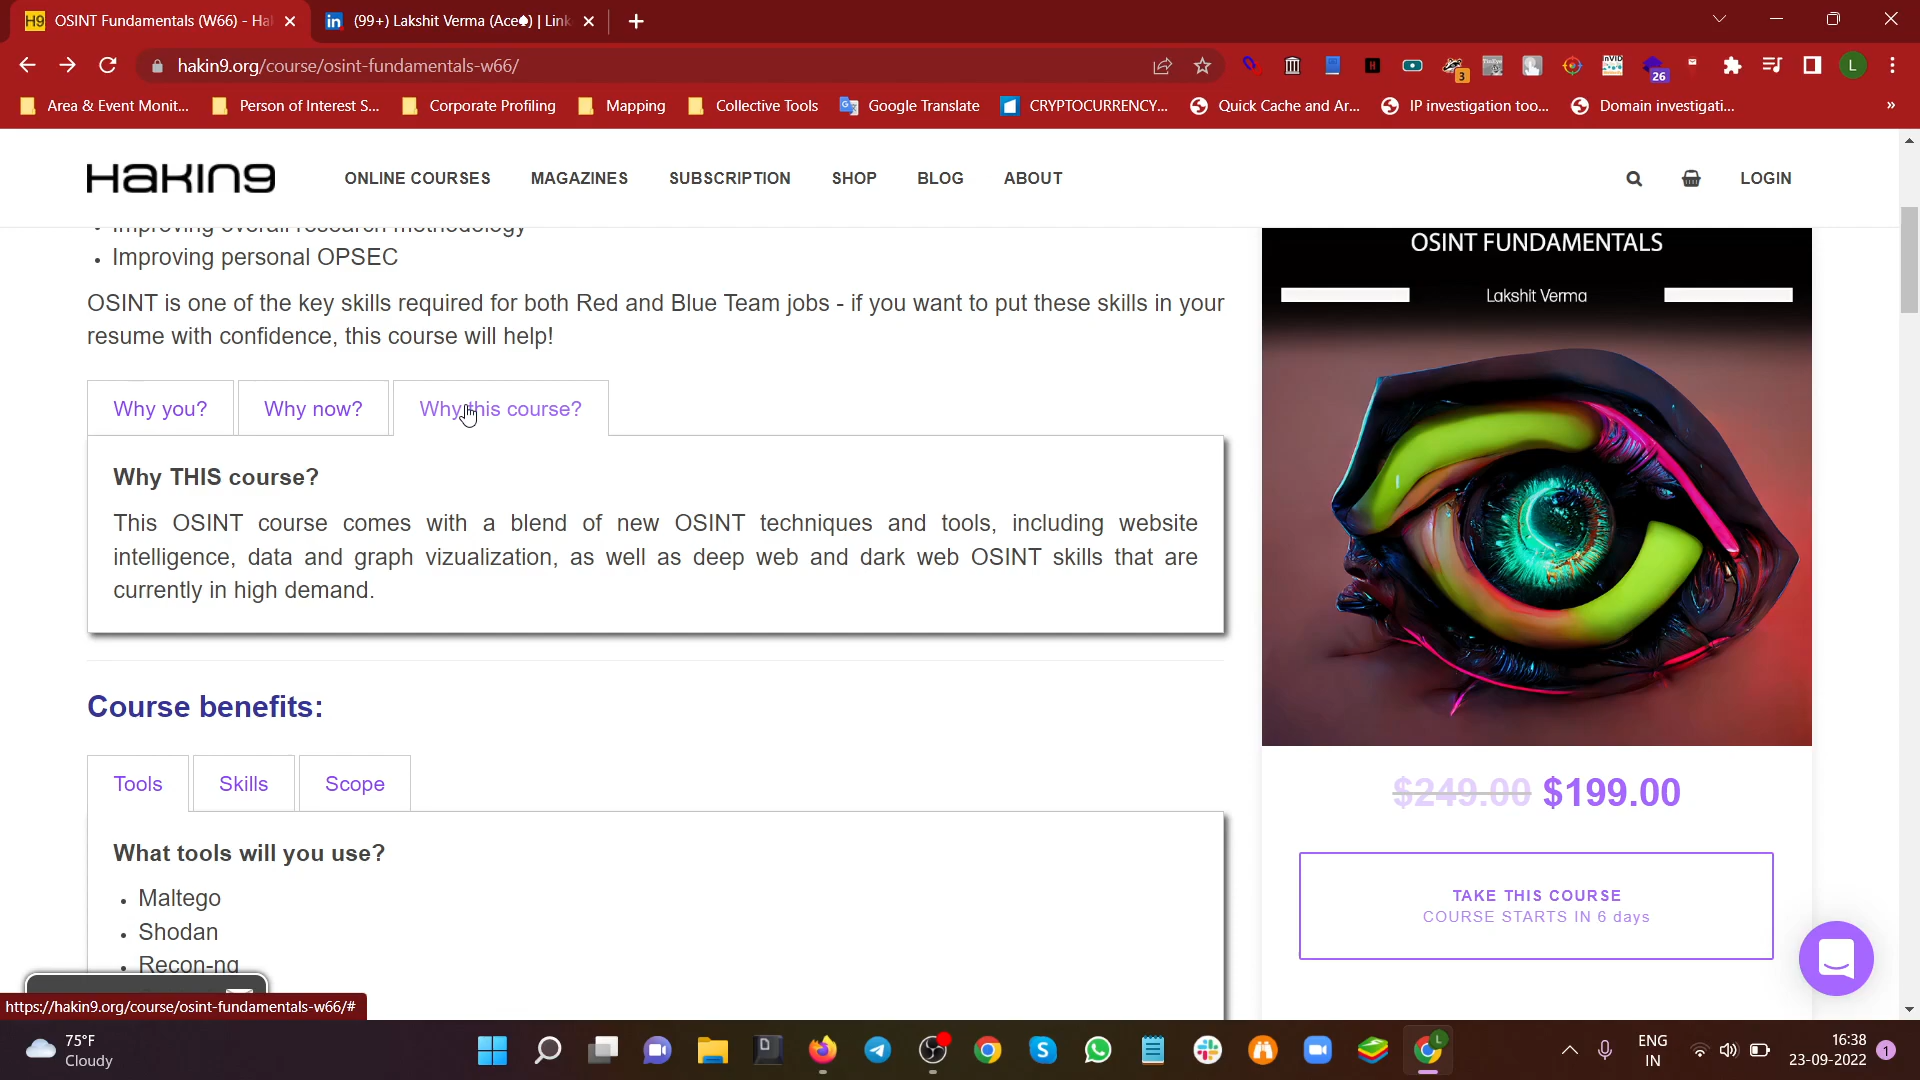 OSINT Fundamentals (W66) - Ha
(99+) Lakshit Verma (Ace♠) | Link
hakin9.org/course/osint-fundamentals-w66/
3
26
L
Area & Event Monit...
Person of Interest S...
Corporate Profiling
Mapping
Collective Tools
Google Translate
CRYPTOCURRENCY...
Quick Cache and Ar...
IP investigation too...
Domain investigati...
»
HAKIN9
ONLINE COURSES
MAGAZINES
SUBSCRIPTION
SHOP
BLOG
ABOUT
LOGIN
• Improving overall research methodology
• Improving personal OPSEC
OSINT is one of the key skills required for both Red and Blue Team jobs - if you want to put these skills in your
resume with confidence, this course will help!
Why you?
Why now?
Why this course?
Why THIS course?
This OSINT course comes with a blend of new OSINT techniques and tools, including website
intelligence, data and graph vizualization, as well as deep web and dark web OSINT skills that are
currently in high demand.
Course benefits:
Tools
Skills
Scope
What tools will you use?
• Maltego
• Shodan
• Recon-ng
OSINT FUNDAMENTALS
Lakshit Verma
$249.00 $199.00
TAKE THIS COURSE
COURSE STARTS IN 6 days
https://hakin9.org/course/osint-fundamentals-w66/#
75°F
Cloudy
ENG
IN
16:38
23-09-2022
1